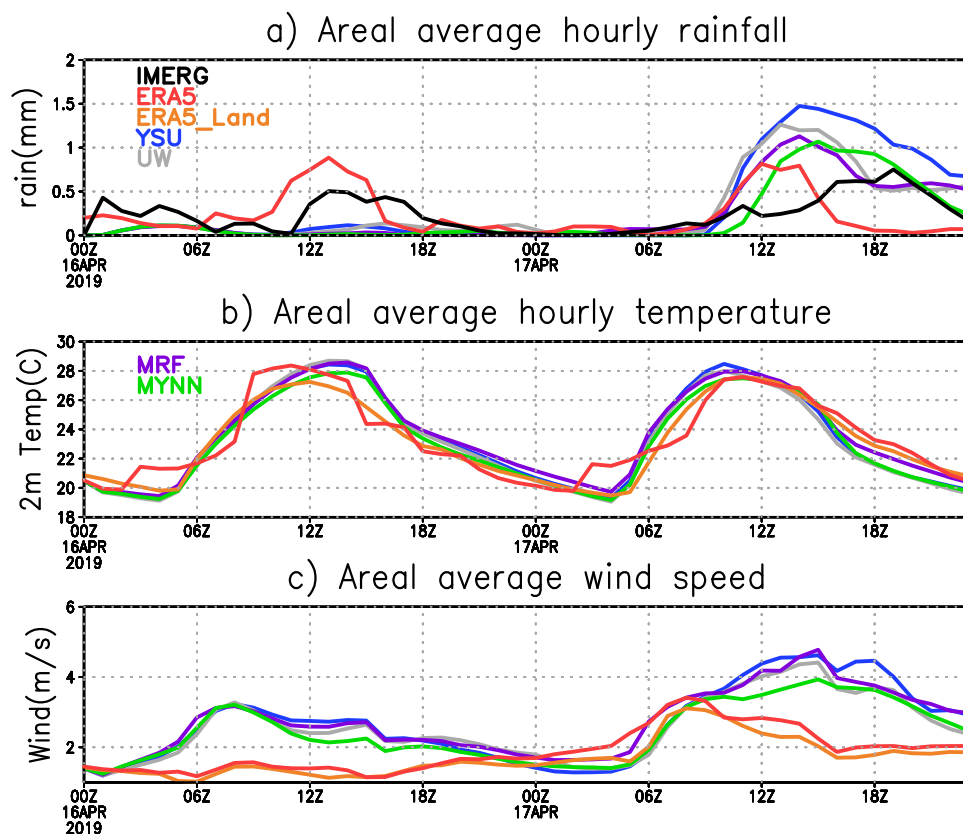 a) Areal average hourly rainfall
rain(mm)
2
1.5
1
0.5
0
IMERG
ERA5
ERA5_Land
YSU
UW
00Z 06Z 12Z 18Z 00Z 06Z 12Z 18Z
16APR 17APR
2019
b) Areal average hourly temperature
2m Temp(C)
30
28
26
24
22
20
18
MRF
MYNN
00Z 06Z 12Z 18Z 00Z 06Z 12Z 18Z
16APR 17APR
2019
c) Areal average wind speed
Wind(m/s)
6
4
2
00Z 06Z 12Z 18Z 00Z 06Z 12Z 18Z
16APR 17APR
2019